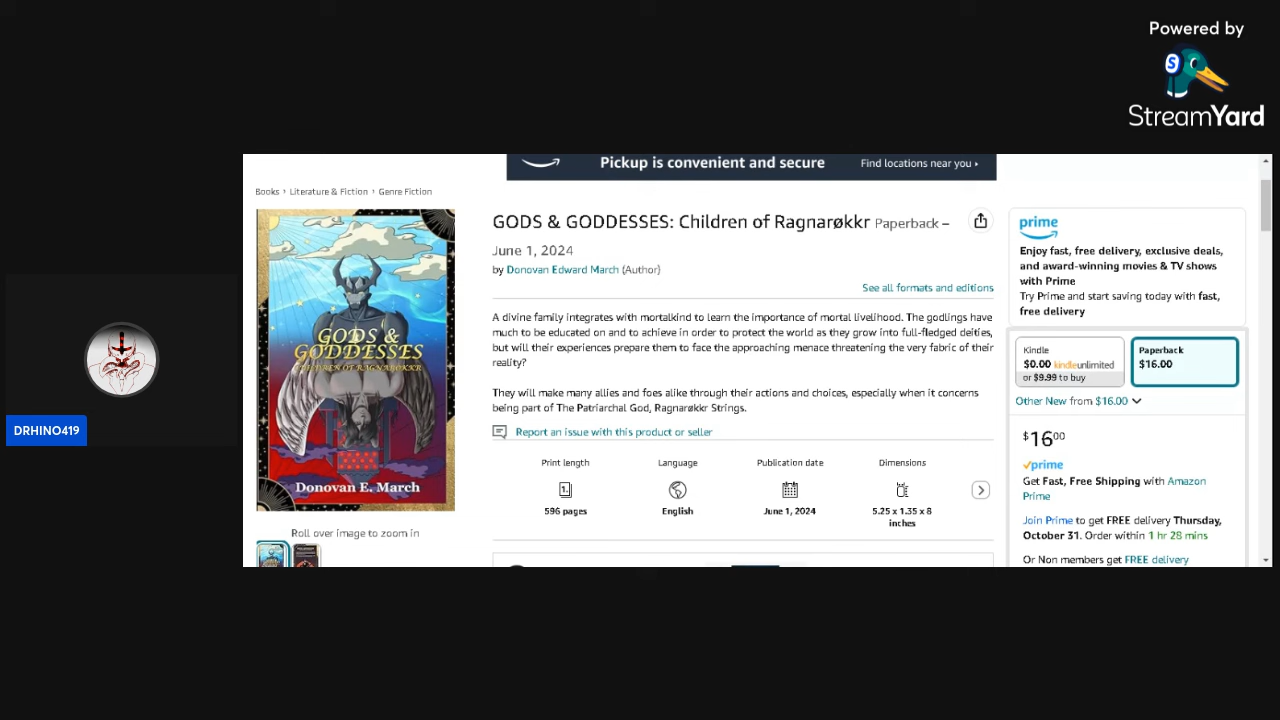 Powered by
StreamYard
Pickup is convenient and secure
Find locations near you ›
Books › Literature & Fiction › Genre Fiction
GODS & GODDESSES: Children of Ragnarøkkr Paperback –
June 1, 2024
by Donovan Edward March (Author)
See all formats and editions
A divine family integrates with mortalkind to learn the importance of mortal livelihood. The godlings have
much to be educated on and to achieve in order to protect the world as they grow into full-fledged deities,
but will their experiences prepare them to face the approaching menace threatening the very fabric of their
reality?
They will make many allies and foes alike through their actions and choices, especially when it concerns
being part of The Patriarchal God, Ragnarøkkr Strings.
Report an issue with this product or seller
Print length
Language
Publication date
Dimensions
596 pages
English
June 1, 2024
5.25 x 1.35 x 8
inches
GODS &
GODDESSES
CHILDREN OF RAGNARØKKR
Donovan E. March
Roll over image to zoom in
prime
Enjoy fast, free delivery, exclusive deals,
and award-winning movies & TV shows
with Prime
Try Prime and start saving today with fast,
free delivery
Kindle
$0.00 kindleunlimited
or $9.99 to buy
Paperback
$16.00
Other New from $16.00
$1600
prime
Get Fast, Free Shipping with Amazon
Prime
Join Prime to get FREE delivery Thursday,
October 31. Order within 1 hr 28 mins
Or Non members get FREE delivery
DRHINO419